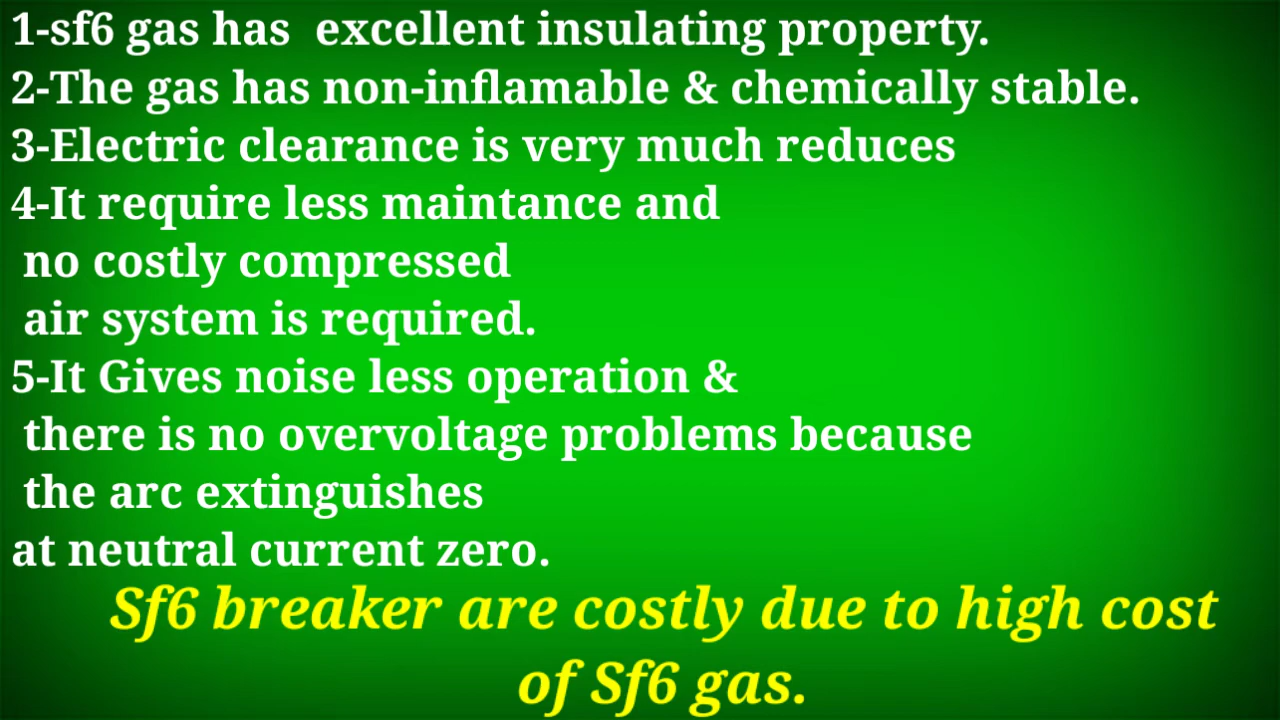 1-sf6 gas has  excellent insulating property.
2-The gas has non-inflamable & chemically stable.
3-Electric clearance is very much reduces
4-It require less maintance and
no costly compressed
air system is required.
5-It Gives noise less operation &
there is no overvoltage problems because
the arc extinguishes
at neutral current zero.
Sf6 breaker are costly due to high cost
of Sf6 gas.